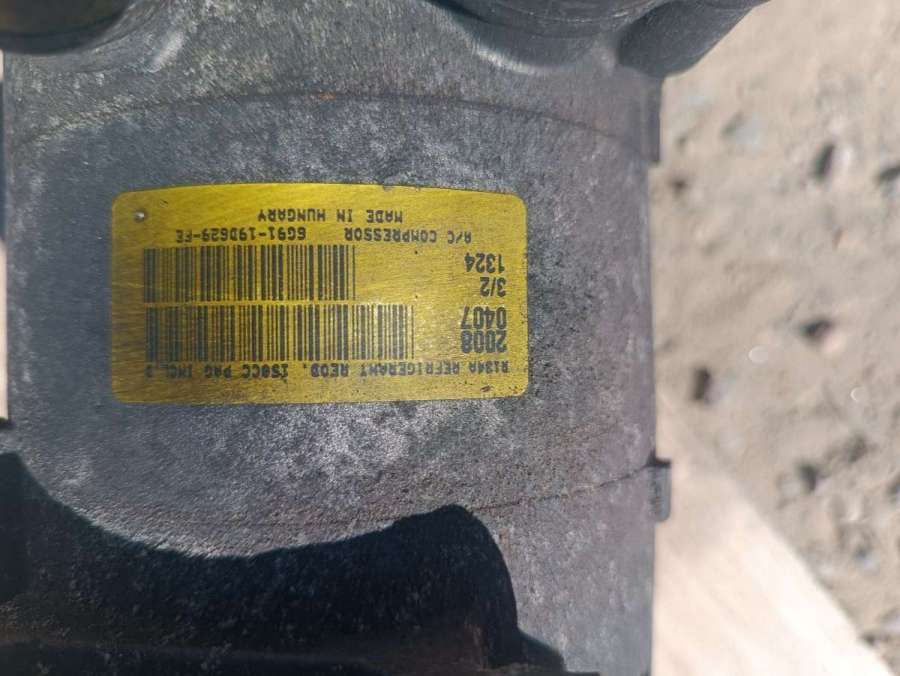 R134A REFRIGERANT REQD. 150CC PAG INCL.
2008
0407
3/2
1324
A/C COMPRESSOR 6G91-19D629-FE
MADE IN HUNGARY